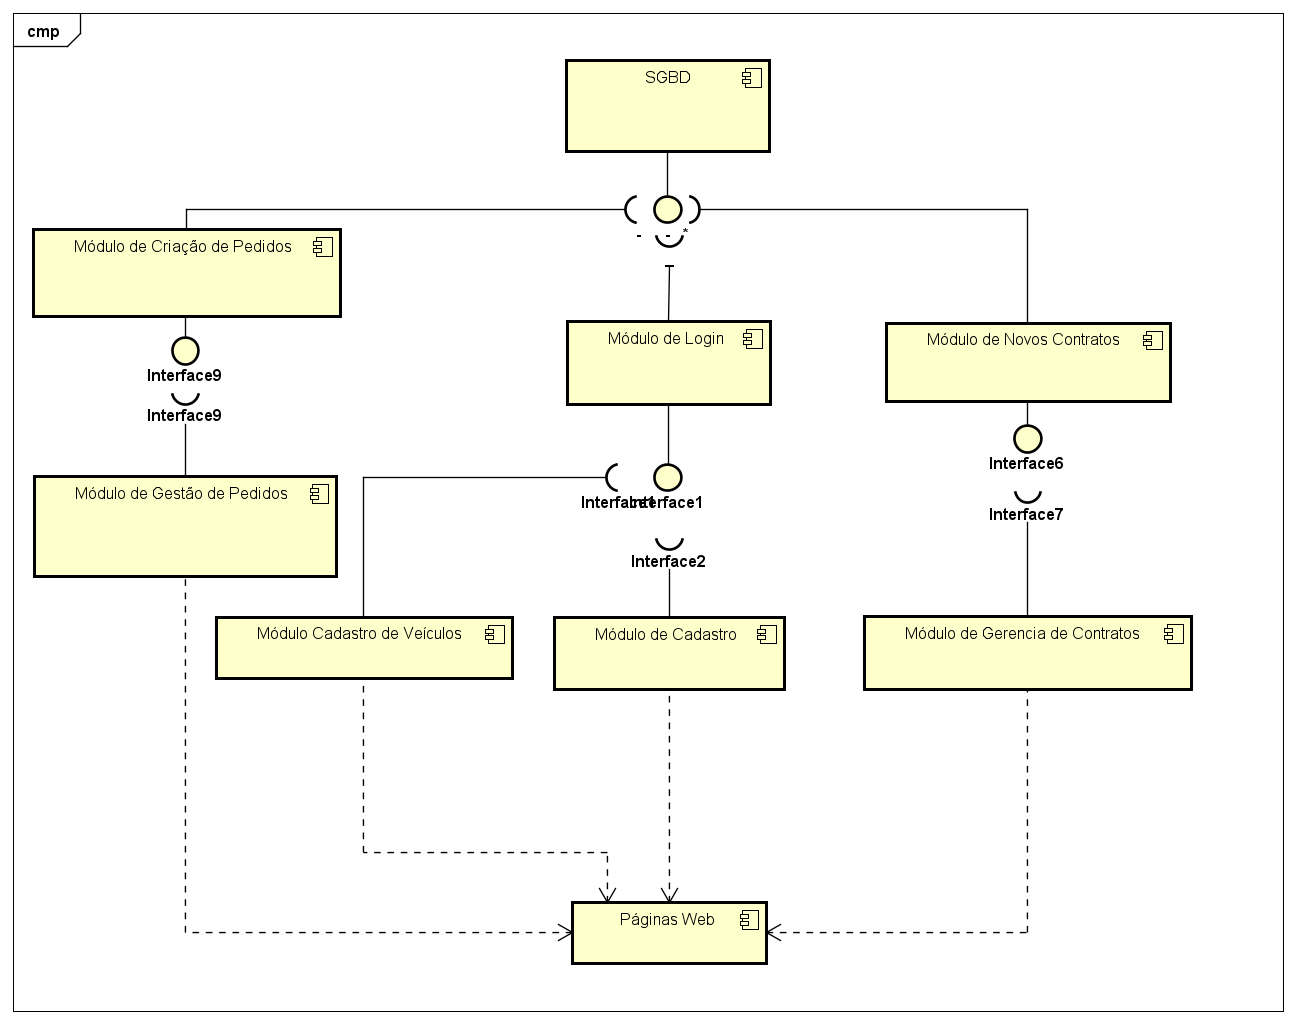 cmp
SGBD
- - *
Módulo de Criação de Pedidos
Módulo de Login
Módulo de Novos Contratos
Interface9
Interface9
Interface6
Módulo de Gestão de Pedidos
Interface1
Interface1
Interface7
Interface2
Módulo Cadastro de Veículos
Módulo de Cadastro
Módulo de Gerencia de Contratos
Páginas Web